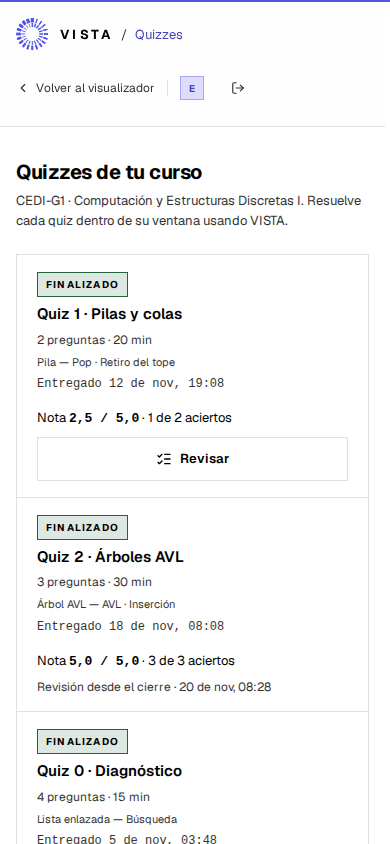 VISTA / Quizzes
Volver al visualizador E
Quizzes de tu curso
CEDI-G1 · Computación y Estructuras Discretas I. Resuelve
cada quiz dentro de su ventana usando VISTA.
FINALIZADO
Quiz 1 · Pilas y colas
2 preguntas · 20 min
Pila — Pop · Retiro del tope
Entregado 12 de nov, 19:08
Nota 2,5 / 5,0 · 1 de 2 aciertos
Revisar
FINALIZADO
Quiz 2 · Árboles AVL
3 preguntas · 30 min
Árbol AVL — AVL · Inserción
Entregado 18 de nov, 08:08
Nota 5,0 / 5,0 · 3 de 3 aciertos
Revisión desde el cierre · 20 de nov, 08:28
FINALIZADO
Quiz 0 · Diagnóstico
4 preguntas · 15 min
Lista enlazada — Búsqueda
Entregado 5 de nov, 03:48